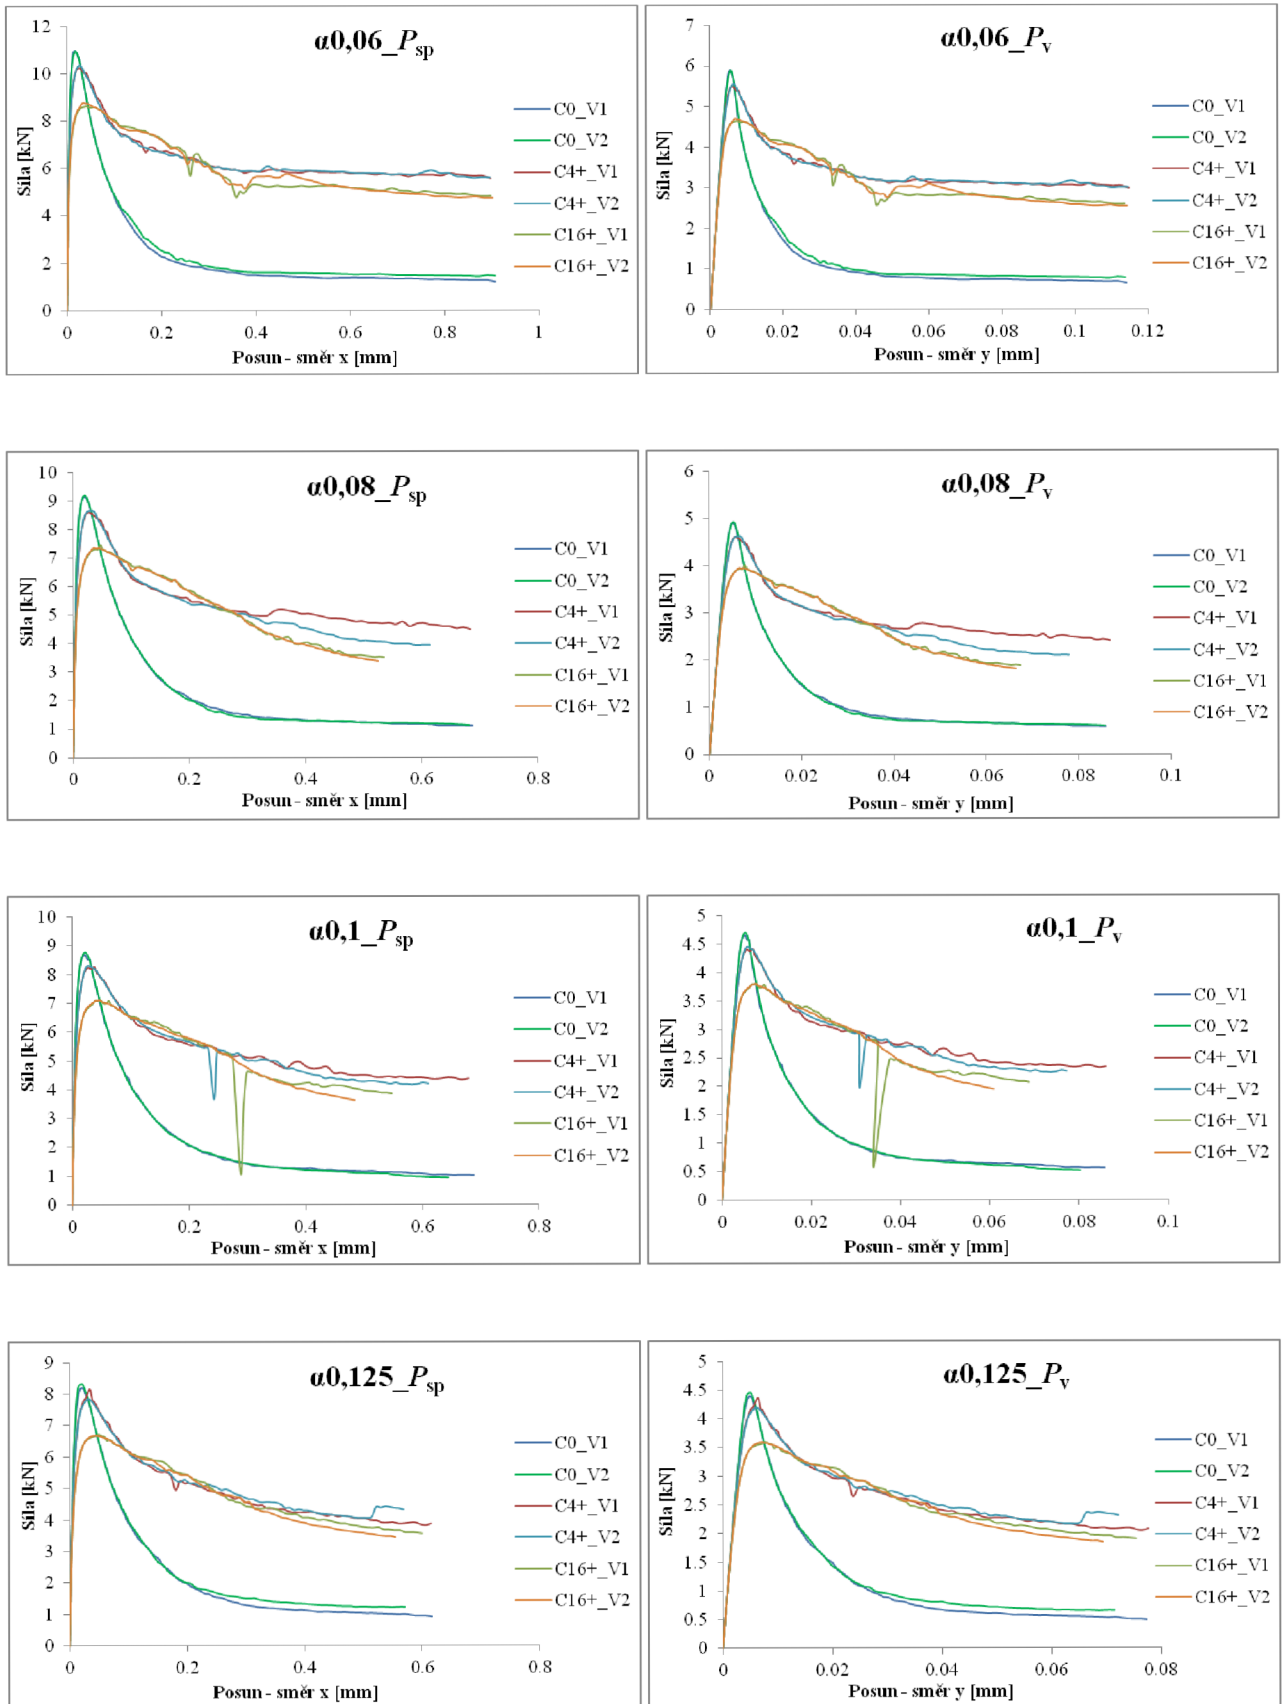 α0,06_Psp
12
10
8
6
4
2
0
Síla [kN]
0 0.2 0.4 0.6 0.8 1
Posun - směr x [mm]
C0_V1
C0_V2
C4+_V1
C4+_V2
C16+_V1
C16+_V2
α0,06_Pv
7
6
5
4
3
2
1
0
Síla [kN]
0 0.02 0.04 0.06 0.08 0.1 0.12
Posun - směr y [mm]
C0_V1
C0_V2
C4+_V1
C4+_V2
C16+_V1
C16+_V2
α0,08_Psp
10
9
8
7
6
5
4
3
2
1
0
Síla [kN]
0 0.2 0.4 0.6 0.8
Posun - směr x [mm]
C0_V1
C0_V2
C4+_V1
C4+_V2
C16+_V1
C16+_V2
α0,08_Pv
6
5
4
3
2
1
0
Síla [kN]
0 0.02 0.04 0.06 0.08 0.1
Posun - směr y [mm]
C0_V1
C0_V2
C4+_V1
C4+_V2
C16+_V1
C16+_V2
α0,1_Psp
10
9
8
7
6
5
4
3
2
1
0
Síla [kN]
0 0.2 0.4 0.6 0.8
Posun - směr x [mm]
C0_V1
C0_V2
C4+_V1
C4+_V2
C16+_V1
C16+_V2
α0,1_Pv
5
4.5
4
3.5
3
2.5
2
1.5
1
0.5
0
Síla [kN]
0 0.02 0.04 0.06 0.08 0.1
Posun - směr y [mm]
C0_V1
C0_V2
C4+_V1
C4+_V2
C16+_V1
C16+_V2
α0,125_Psp
9
8
7
6
5
4
3
2
1
0
Síla [kN]
0 0.2 0.4 0.6 0.8
Posun - směr x [mm]
C0_V1
C0_V2
C4+_V1
C4+_V2
C16+_V1
C16+_V2
α0,125_Pv
5
4.5
4
3.5
3
2.5
2
1.5
1
0.5
0
Síla [kN]
0 0.02 0.04 0.06 0.08
Posun - směr y [mm]
C0_V1
C0_V2
C4+_V1
C4+_V2
C16+_V1
C16+_V2